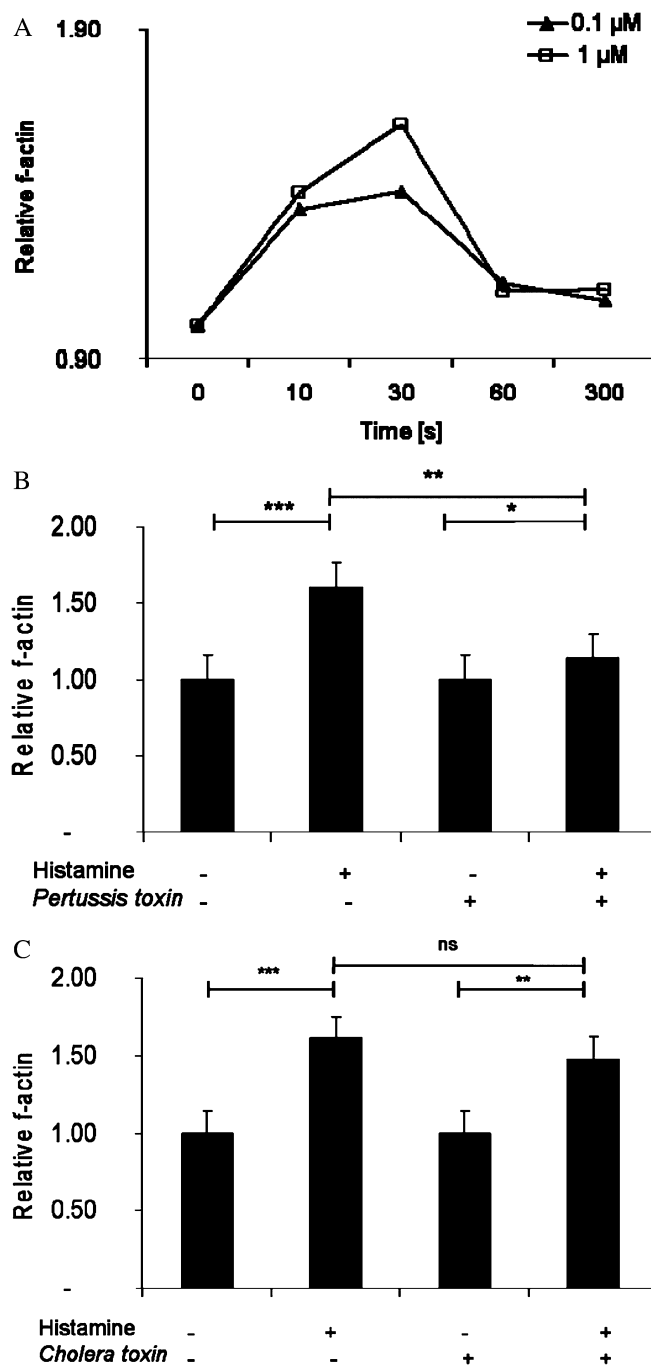 A
1.90
0.1 µM
1 µM
Relative f-actin
0.90
0 10 30 60 300
Time [s]
B
**
*** *
2.00
1.50
1.00
0.50
-
Relative f-actin
Histamine - + - +
Pertussis toxin - - + +
C
ns
*** **
2.00
1.50
1.00
0.50
-
Relative f-actin
Histamine - + - +
Cholera toxin - - + +